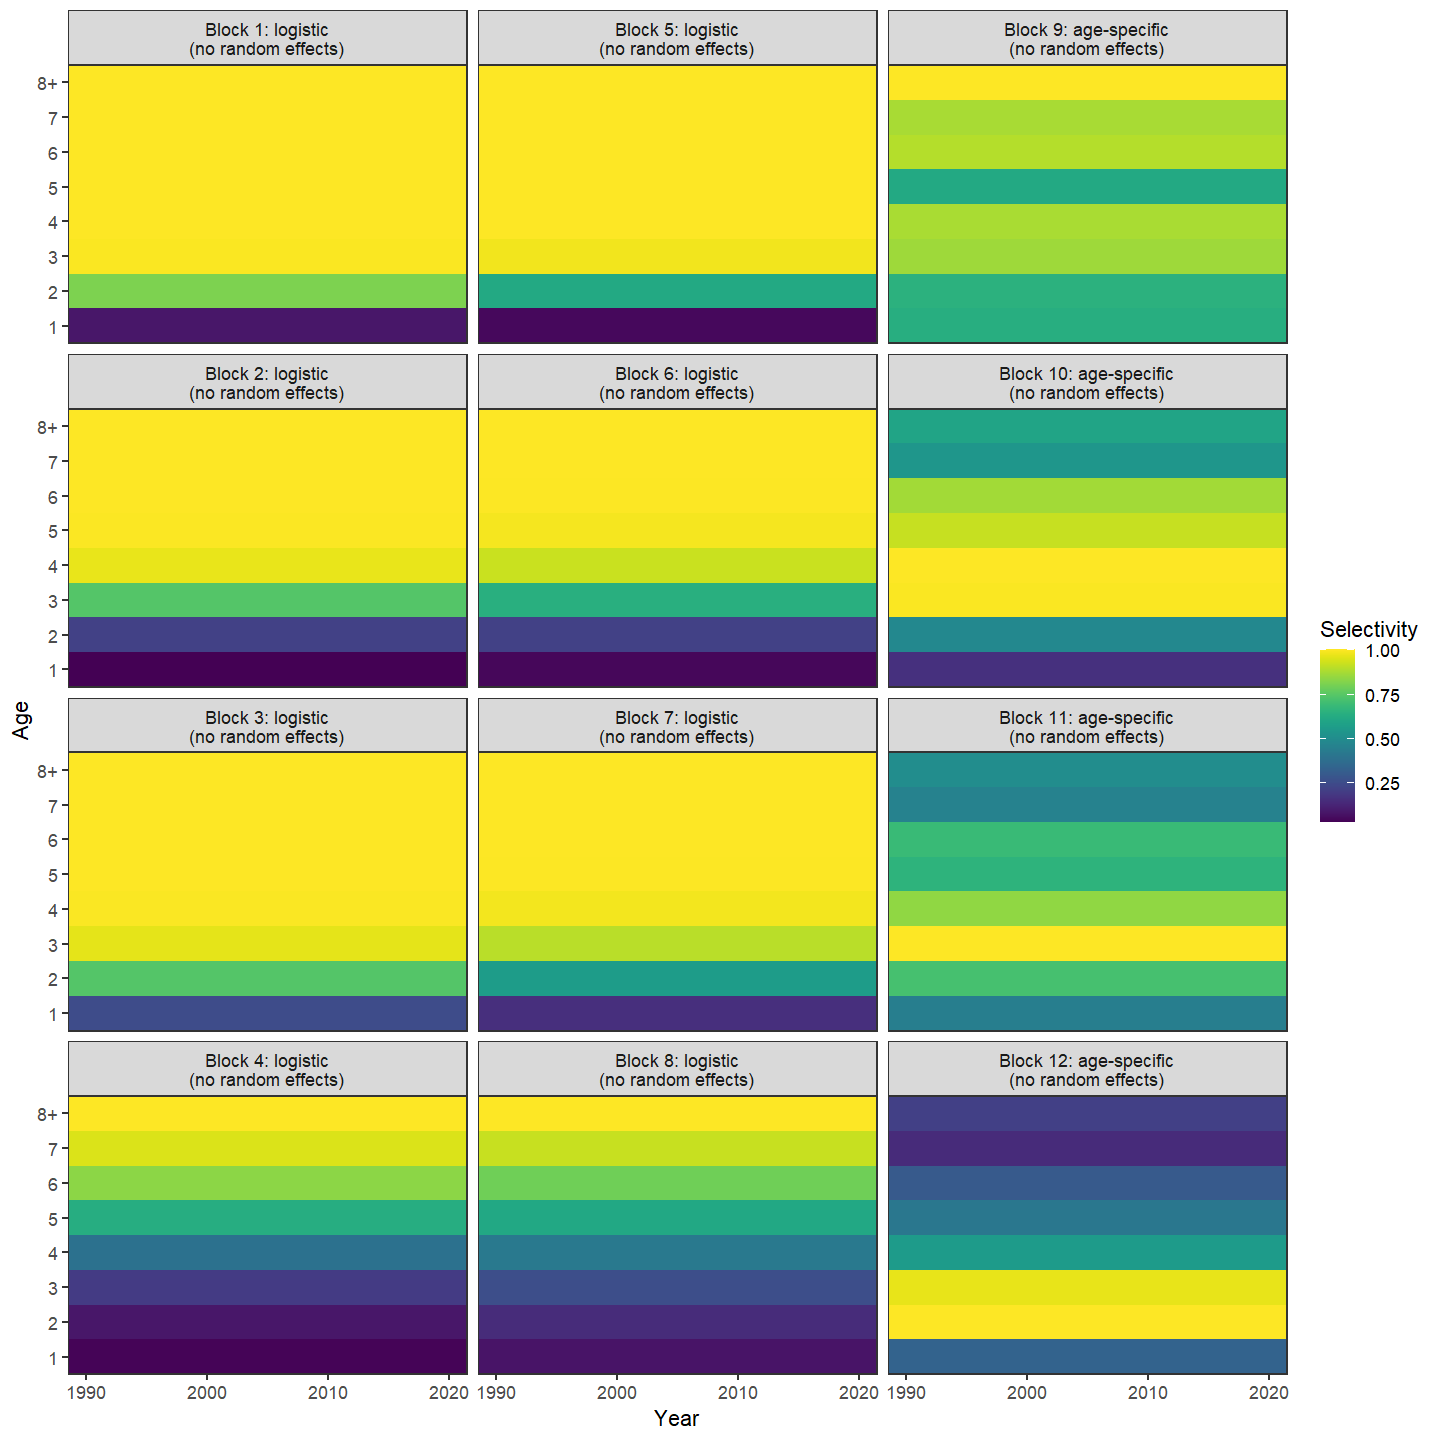 Block 1: logistic
(no random effects)
Block 5: logistic
(no random effects)
Block 9: age-specific
(no random effects)
8+
7
6
5
4
3
2
1
Block 2: logistic
(no random effects)
Block 6: logistic
(no random effects)
Block 10: age-specific
(no random effects)
8+
7
6
5
4
3
2
1
Block 3: logistic
(no random effects)
Block 7: logistic
(no random effects)
Block 11: age-specific
(no random effects)
8+
7
6
5
4
3
2
1
Block 4: logistic
(no random effects)
Block 8: logistic
(no random effects)
Block 12: age-specific
(no random effects)
8+
7
6
5
4
3
2
1
1990 2000 2010 2020
1990 2000 2010 2020
1990 2000 2010 2020
Year
Age
Selectivity
1.00
0.75
0.50
0.25